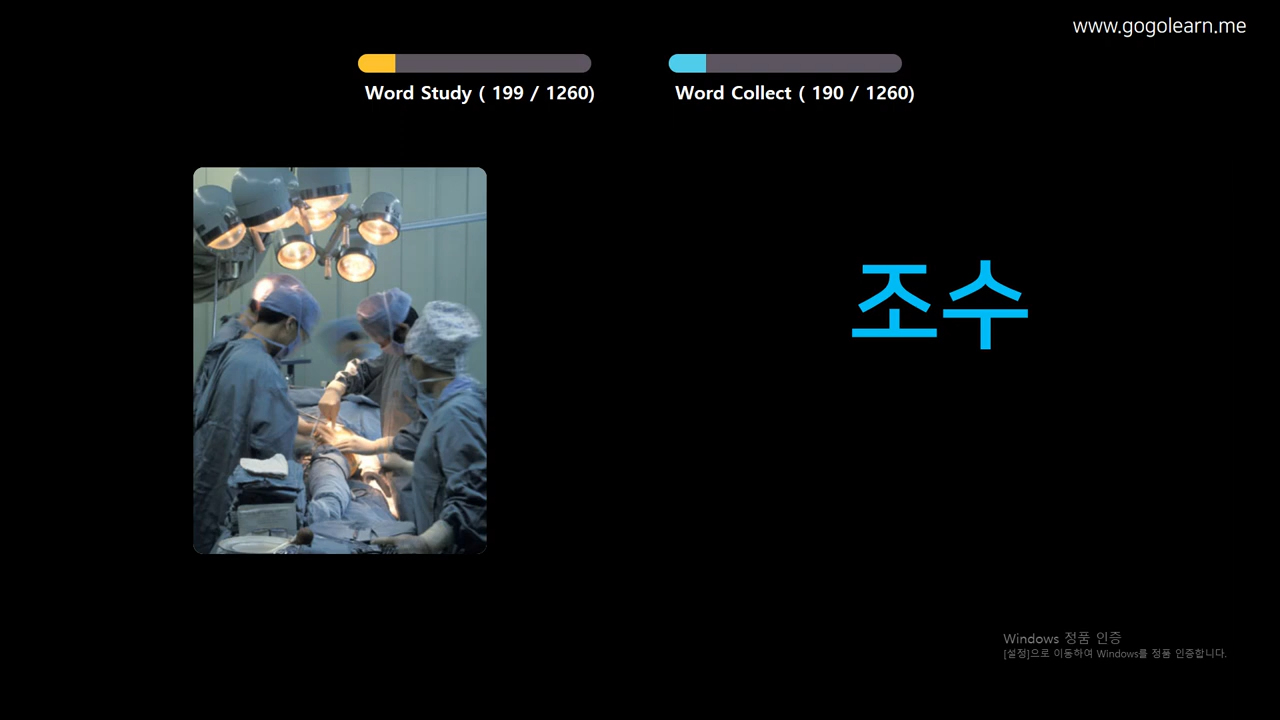 www.gogolearn.me
Word Study ( 199 / 1260)
Word Collect ( 190 / 1260)
조수
Windows 정품 인증
[설정]으로 이동하여 Windows를 정품 인증합니다.